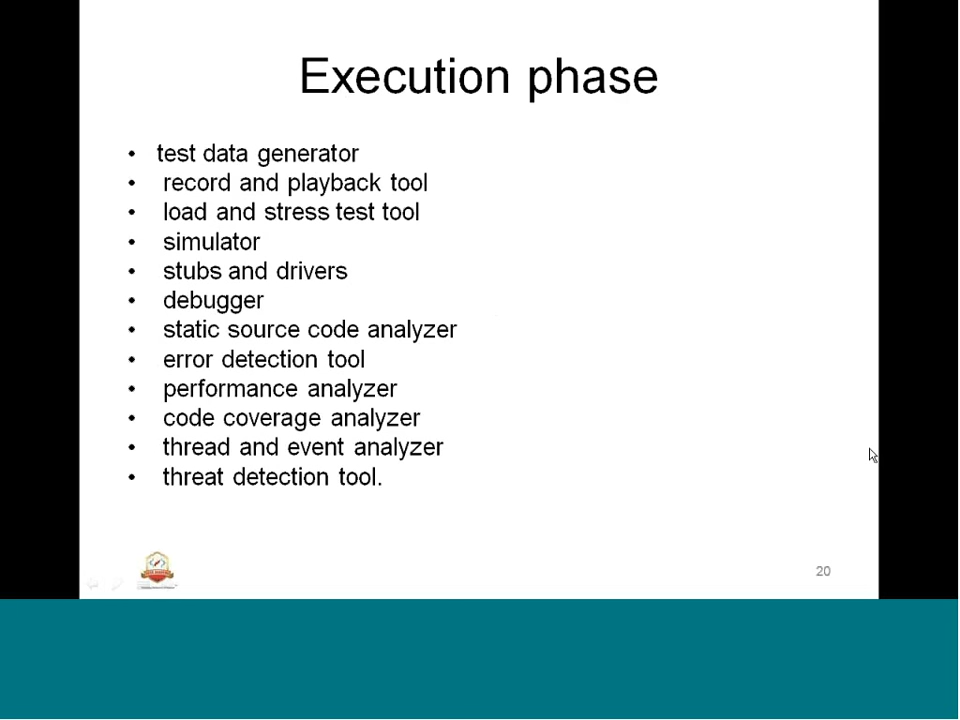 Execution phase
• test data generator
• record and playback tool
• load and stress test tool
• simulator
• stubs and drivers
• debugger
• static source code analyzer
• error detection tool
• performance analyzer
• code coverage analyzer
• thread and event analyzer
• threat detection tool.
20